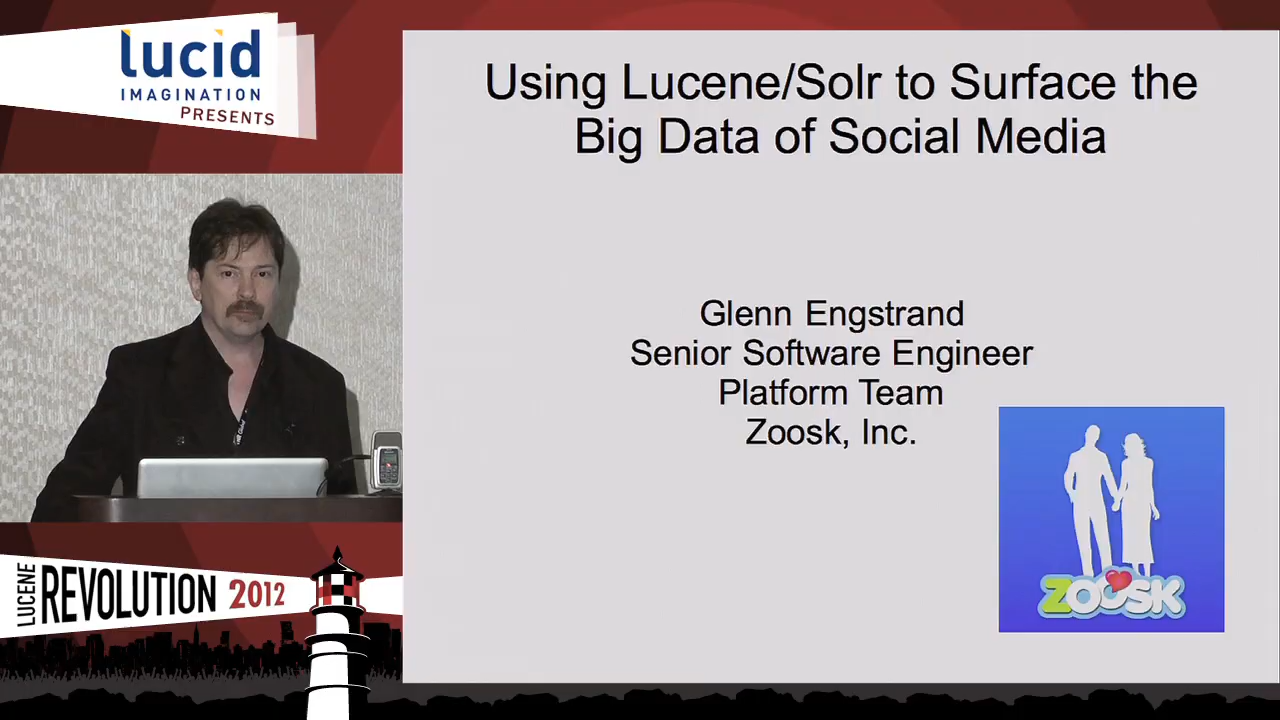 lucid
IMAGINATION
PRESENTS
Using Lucene/Solr to Surface the
Big Data of Social Media
Glenn Engstrand
Senior Software Engineer
Platform Team
Zoosk, Inc.
ZOOSK
LUCENE
REVOLUTION 2012